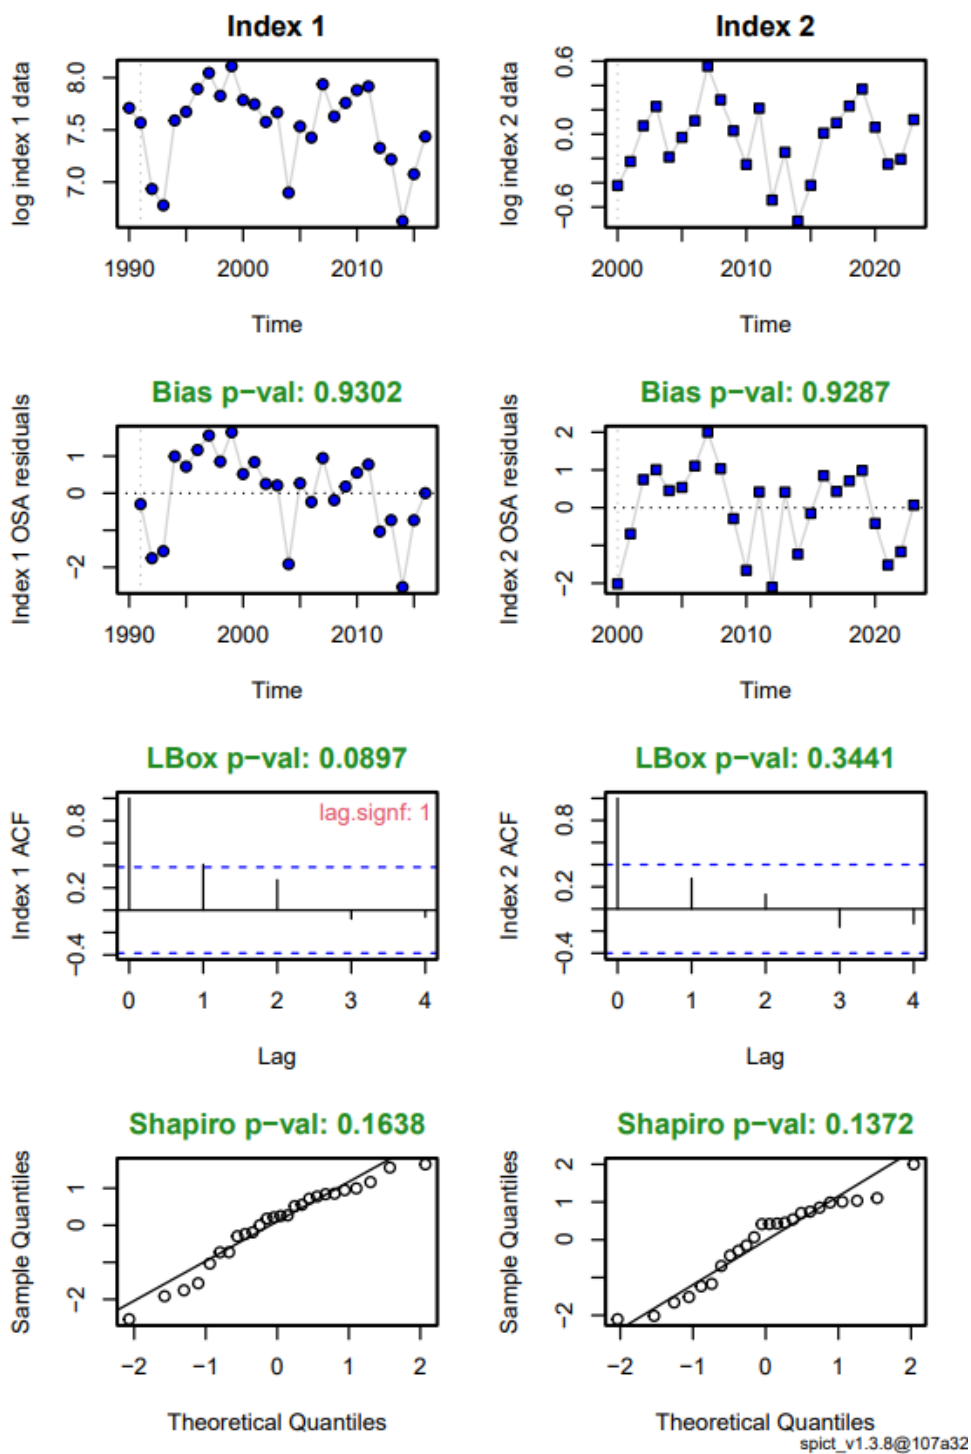 Index 1
log index 1 data
8.0
7.5
7.0
1990
2000
2010
Time
Index 2
log index 2 data
0.6
0.0
−0.6
2000
2010
2020
Time
Bias p−val: 0.9302
Index 1 OSA residuals
1
0
−2
1990
2000
2010
Time
Bias p−val: 0.9287
Index 2 OSA residuals
2
1
0
−2
2000
2010
2020
Time
LBox p−val: 0.0897
lag.signf: 1
Index 1 ACF
0.8
0.2
−0.4
0
1
2
3
4
Lag
LBox p−val: 0.3441
Index 2 ACF
0.8
0.2
−0.4
0
1
2
3
4
Lag
Shapiro p−val: 0.1638
Sample Quantiles
1
0
−2
−2
−1
0
1
2
Theoretical Quantiles
Shapiro p−val: 0.1372
Sample Quantiles
2
1
0
−2
−2
−1
0
1
2
Theoretical Quantiles
spict_v1.3.8@107a32